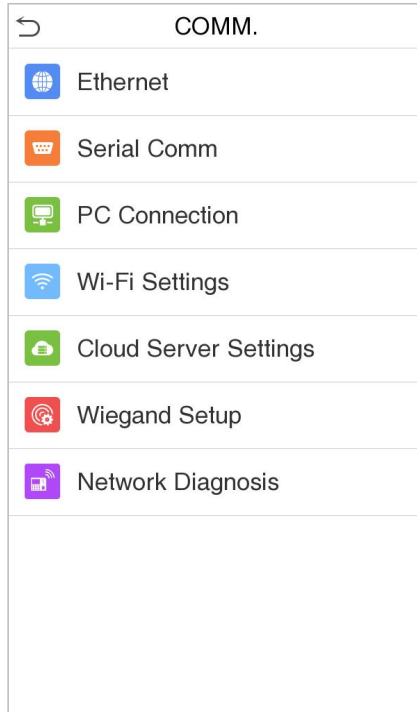 COMM.
Ethernet
Serial Comm
PC Connection
Wi-Fi Settings
Cloud Server Settings
Wiegand Setup
Network Diagnosis